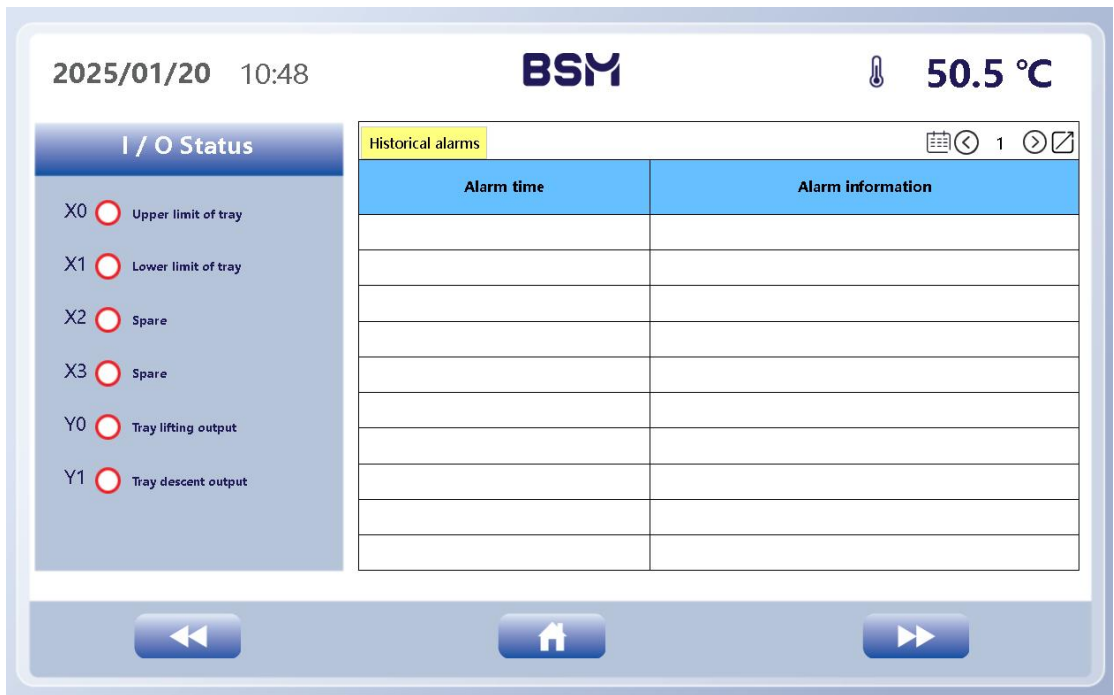 2025/01/20 10:48 BSM 50.5 ℃
I / O Status
X0 Upper limit of tray
X1 Lower limit of tray
X2 Spare
X3 Spare
Y0 Tray lifting output
Y1 Tray descent output
Historical alarms 1
Alarm time Alarm information